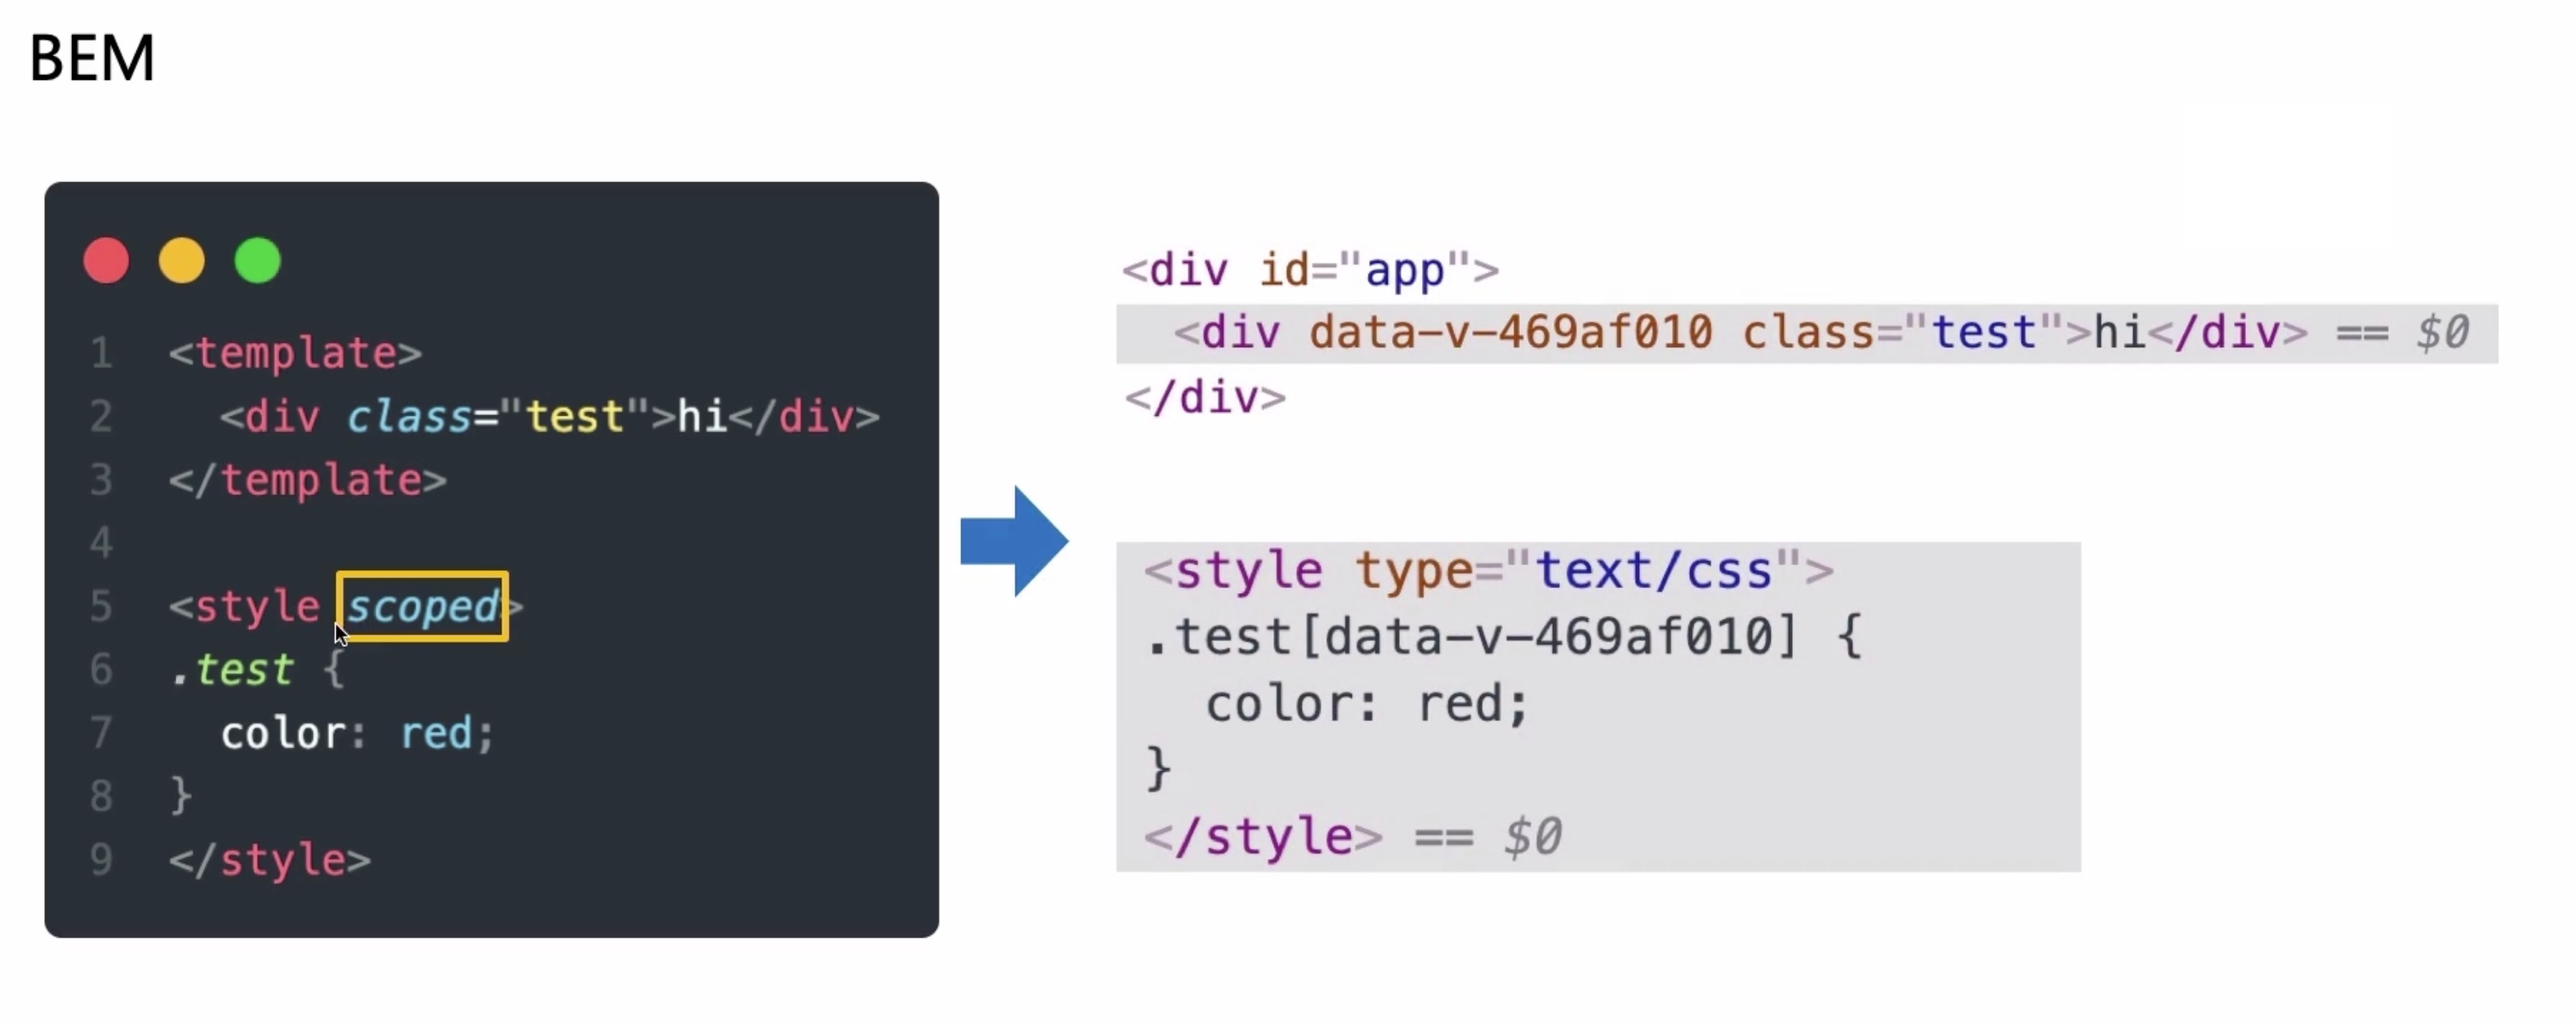 BEM
1 <template>
2 <div class="test">hi</div>
3 </template>
4
5 <style scoped>
6 .test {
7 color: red;
8 }
9 </style>
<div id="app">
<div data-v-469af010 class="test">hi</div> == $0
</div>
<style type="text/css">
.test[data-v-469af010] {
color: red;
}
</style> == $0